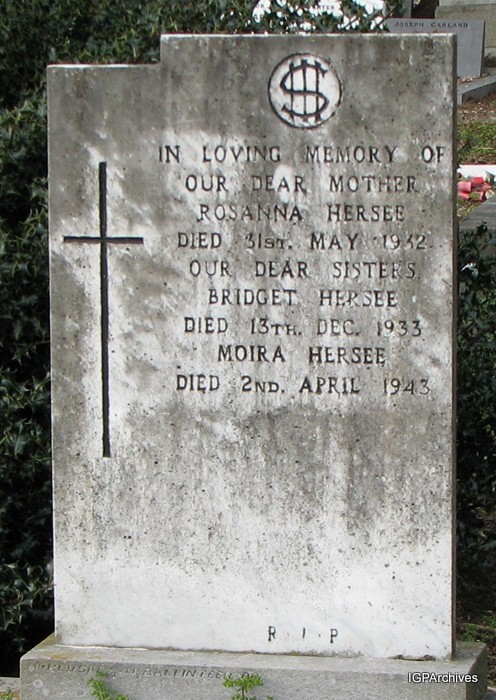 JOSEPH CARLAND
IHS
IN LOVING MEMORY OF
OUR DEAR MOTHER
ROSANNA HERSEE
DIED 31ST. MAY 1932
OUR DEAR SISTERS
BRIDGET HERSEE
DIED 13TH. DEC. 1933
MOIRA HERSEE
DIED 2ND. APRIL 1943
R I P
IGPArchives